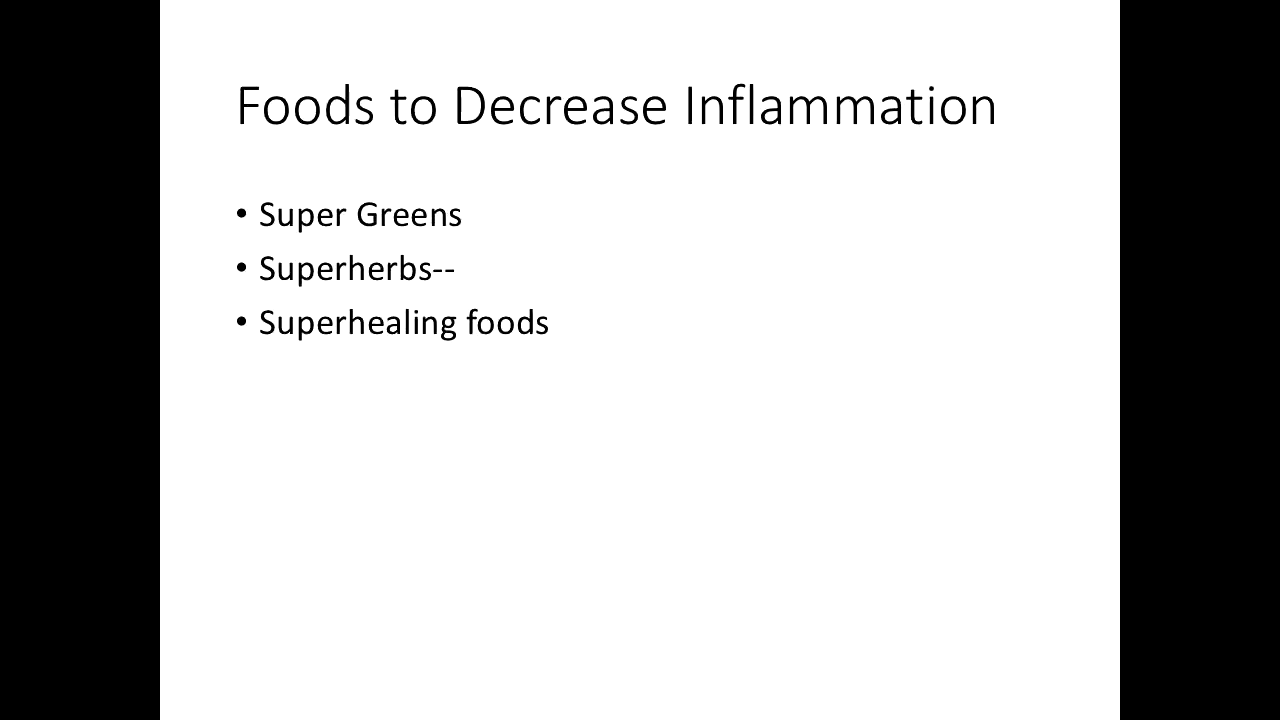 Foods to Decrease Inflammation
• Super Greens
• Superherbs--
• Superhealing foods